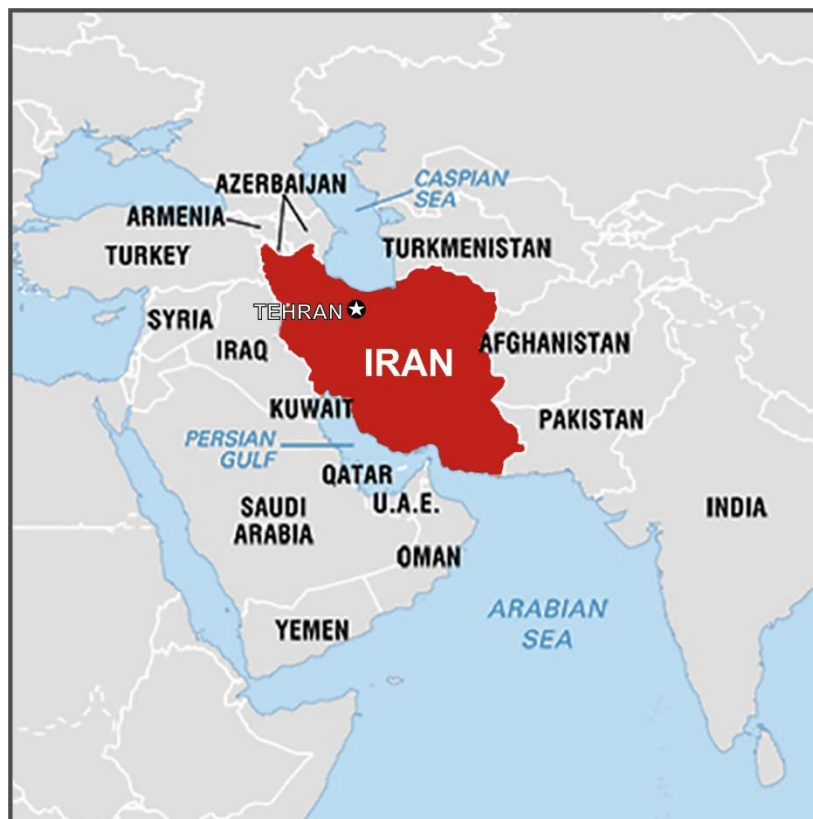 AZERBAIJAN
CASPIAN
SEA
ARMENIA
TURKEY
TURKMENISTAN
SYRIA
TEHRAN
IRAQ
IRAN
AFGHANISTAN
KUWAIT
PAKISTAN
PERSIAN
GULF
QATAR
U.A.E.
SAUDI
ARABIA
INDIA
OMAN
ARABIAN
SEA
YEMEN